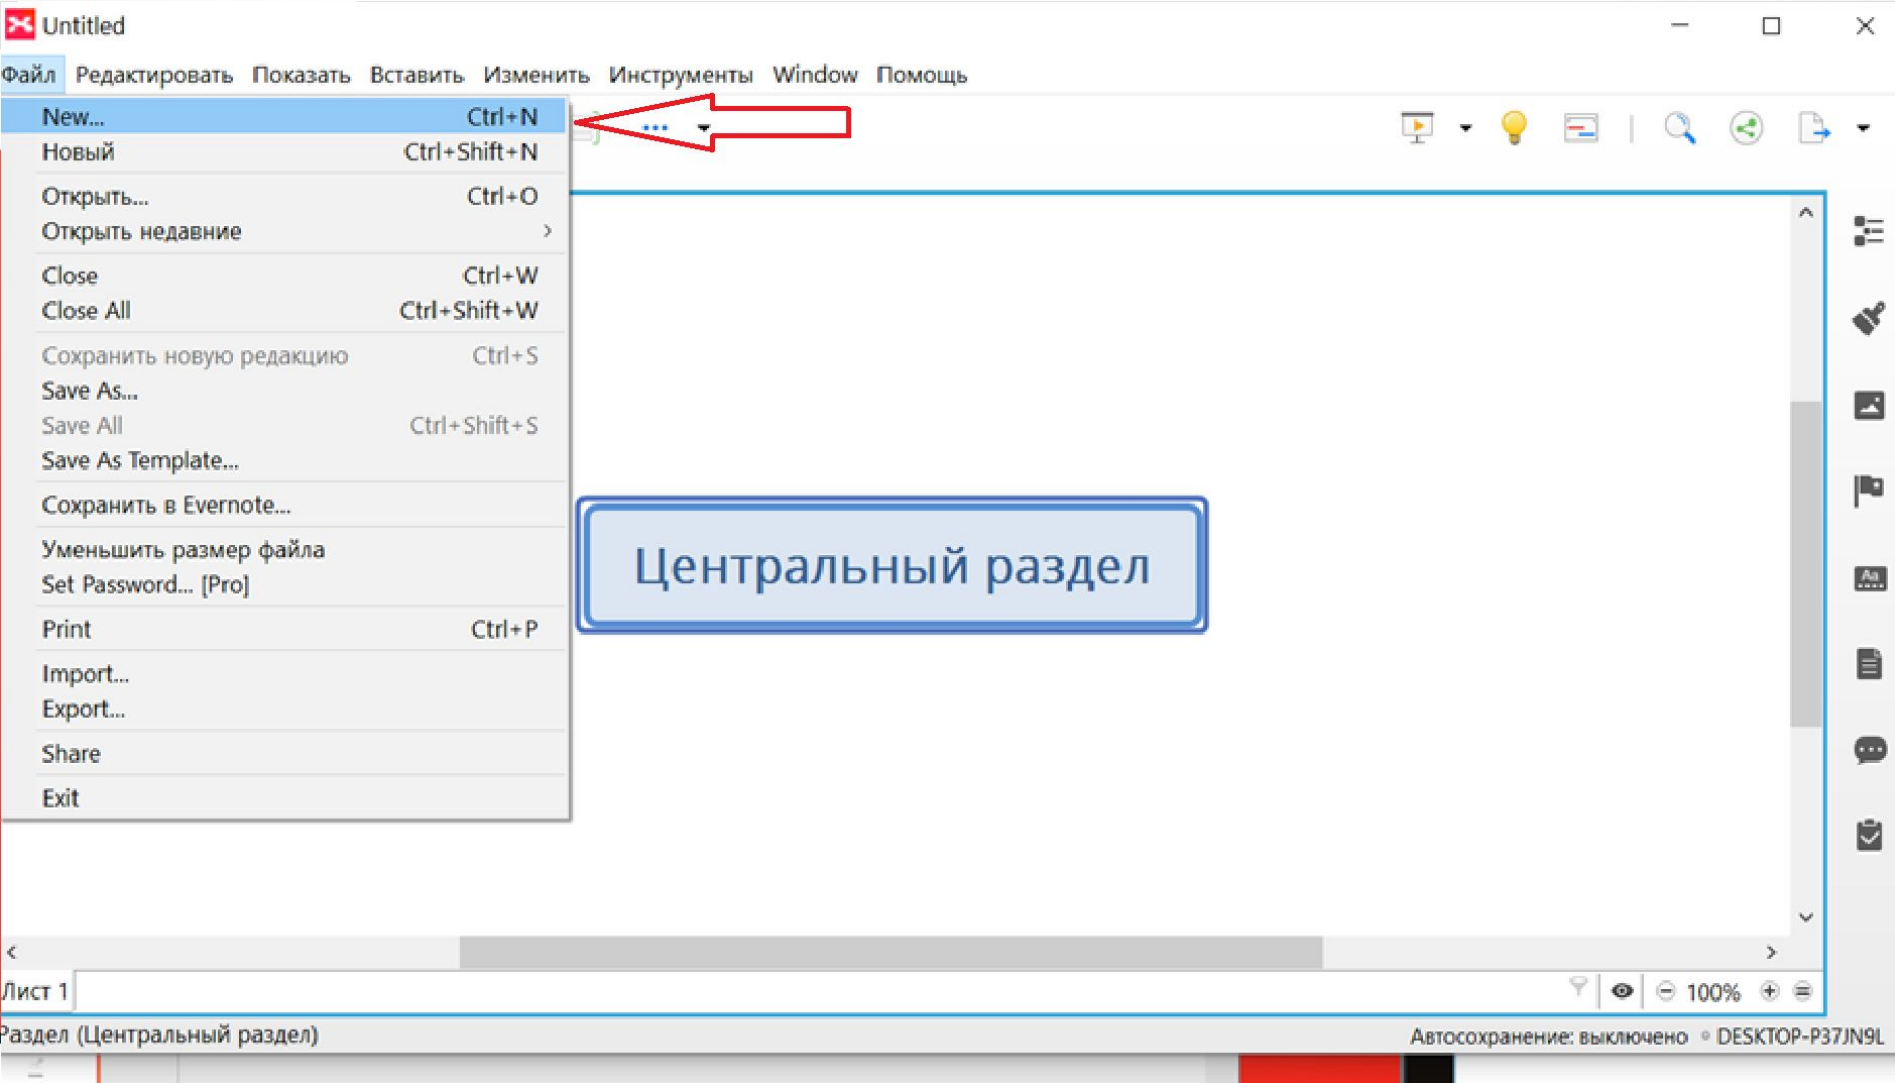 Untitled
Файл Редактировать Показать Вставить Изменить Инструменты Window Помощь
New... Ctrl+N
Новый Ctrl+Shift+N
Открыть... Ctrl+O
Открыть недавние
Close Ctrl+W
Close All Ctrl+Shift+W
Сохранить новую редакцию Ctrl+S
Save As...
Save All Ctrl+Shift+S
Save As Template...
Сохранить в Evernote...
Уменьшить размер файла
Set Password... [Pro]
Print Ctrl+P
Import...
Export...
Share
Exit
Центральный раздел
Aa
Лист 1
100%
Раздел (Центральный раздел)
Автосохранение: выключено DESKTOP-P37JN9L